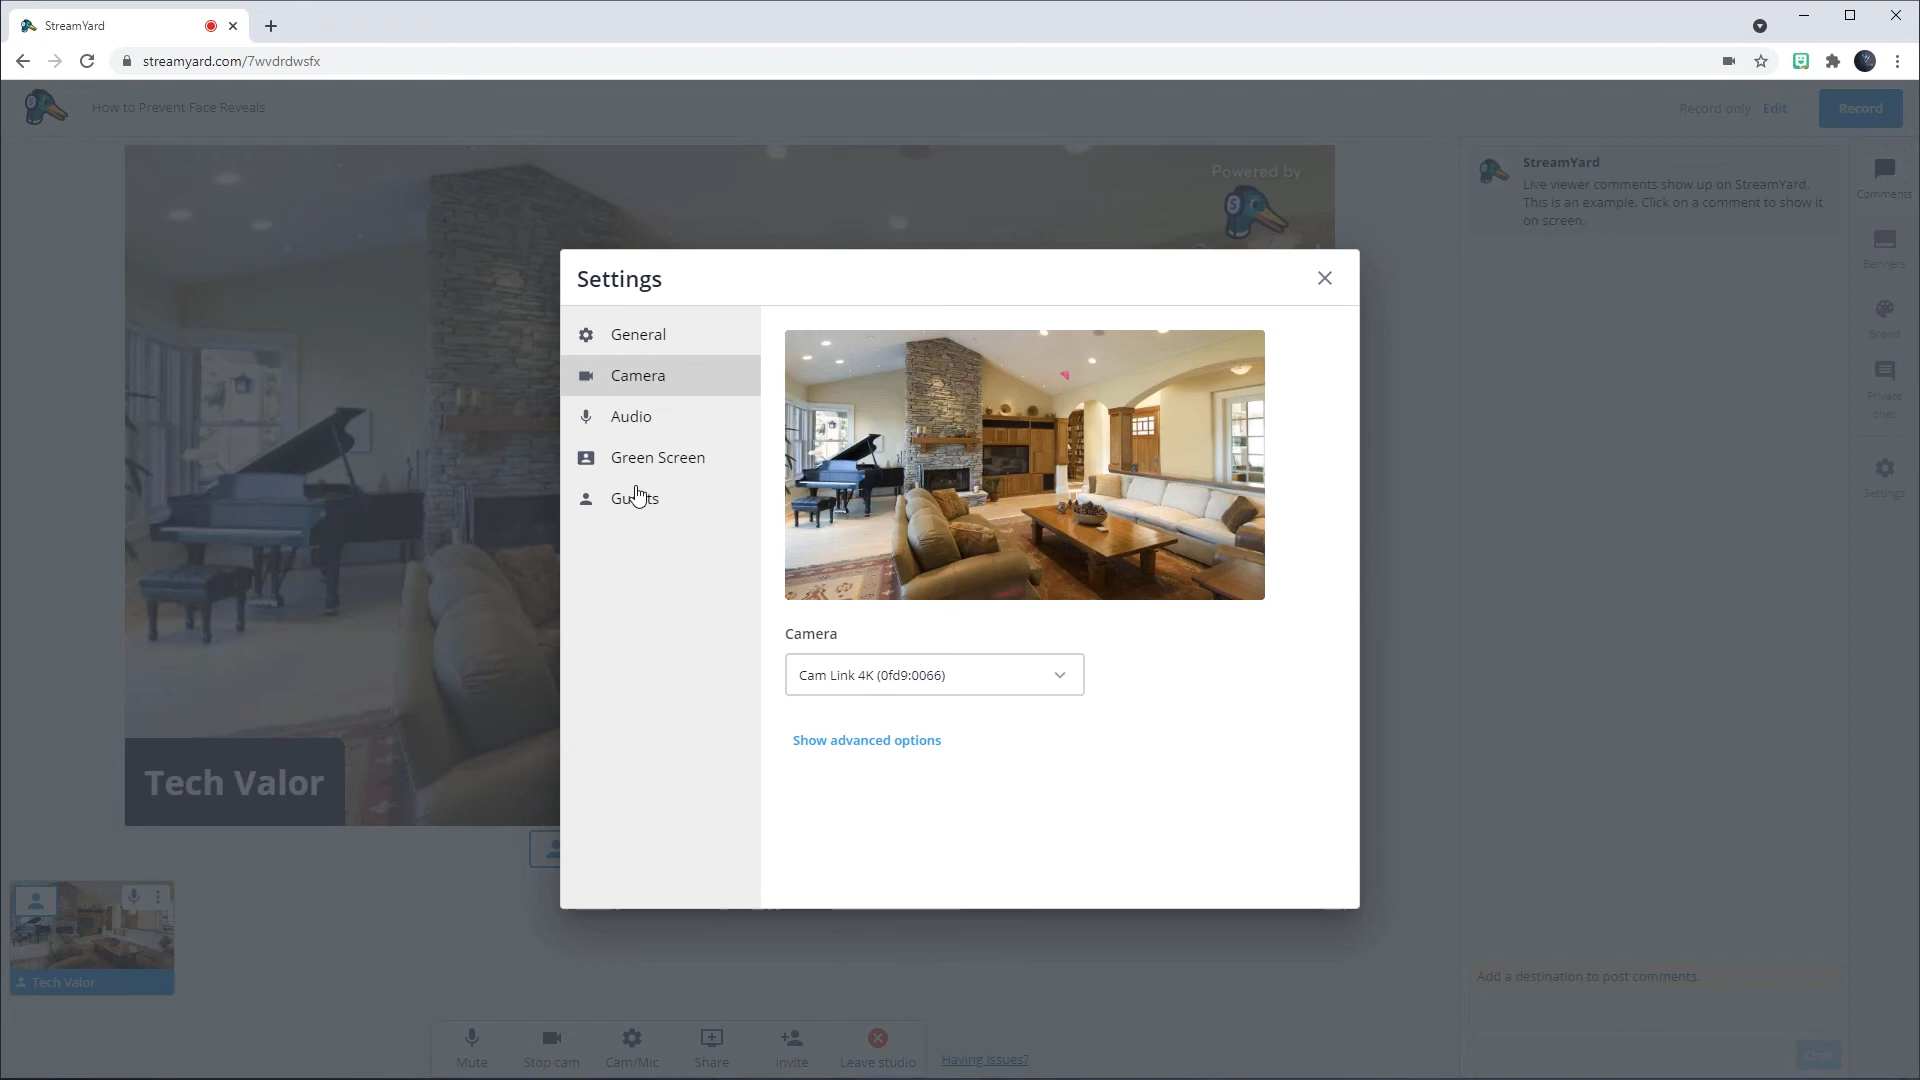 StreamYard
streamyard.com/7wvdrdwsfx
How to Prevent Face Reveals
Record only Edit Record
Powered by
StreamYard
Live viewer comments show up on StreamYard.
This is an example. Click on a comment to show it
on screen.
Comments
Banners
Brand
Private
chat
Settings
Settings
General
Camera
Audio
Green Screen
Guests
Camera
Cam Link 4K (0fd9:0066)
Show advanced options
Tech Valor
Tech Valor
Add a destination to post comments.
Chat
Mute Stop cam Cam/Mic Share Invite Leave studio Having issues?